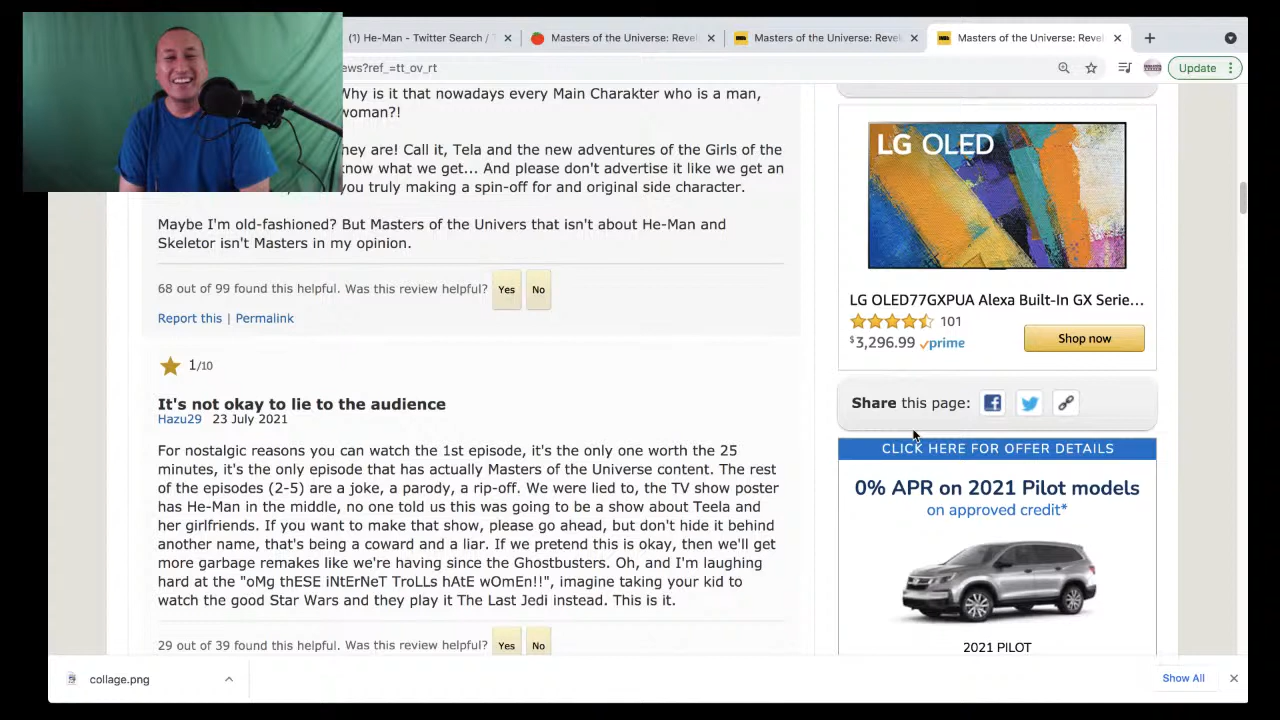 (1) He-Man - Twitter Search /
Masters of the Universe: Revel
Masters of the Universe: Revel
Masters of the Universe: Revel
ews?ref_=tt_ov_rt
Update
Why is it that nowadays every Main Charakter who is a man,
woman?!
hey are! Call it, Tela and the new adventures of the Girls of the
know what we get... And please don't advertise it like we get an
you truly making a spin-off for and original side character.
Maybe I'm old-fashioned? But Masters of the Univers that isn't about He-Man and
Skeletor isn't Masters in my opinion.
68 out of 99 found this helpful. Was this review helpful? Yes No
Report this | Permalink
1/10
It's not okay to lie to the audience
Hazu29 23 July 2021
For nostalgic reasons you can watch the 1st episode, it's the only one worth the 25
minutes, it's the only episode that has actually Masters of the Universe content. The rest
of the episodes (2-5) are a joke, a parody, a rip-off. We were lied to, the TV show poster
has He-Man in the middle, no one told us this was going to be a show about Teela and
her girlfriends. If you want to make that show, please go ahead, but don't hide it behind
another name, that's being a coward and a liar. If we pretend this is okay, then we'll get
more garbage remakes like we're having since the Ghostbusters. Oh, and I'm laughing
hard at the "oMg thESE iNtErNeT TroLLs hAtE wOmEn!!", imagine taking your kid to
watch the good Star Wars and they play it The Last Jedi instead. This is it.
29 out of 39 found this helpful. Was this review helpful? Yes No
LG OLED
LG OLED77GXPUA Alexa Built-In GX Serie...
101
$3,296.99 prime
Shop now
Share this page:
CLICK HERE FOR OFFER DETAILS
0% APR on 2021 Pilot models
on approved credit*
2021 PILOT
collage.png
Show All